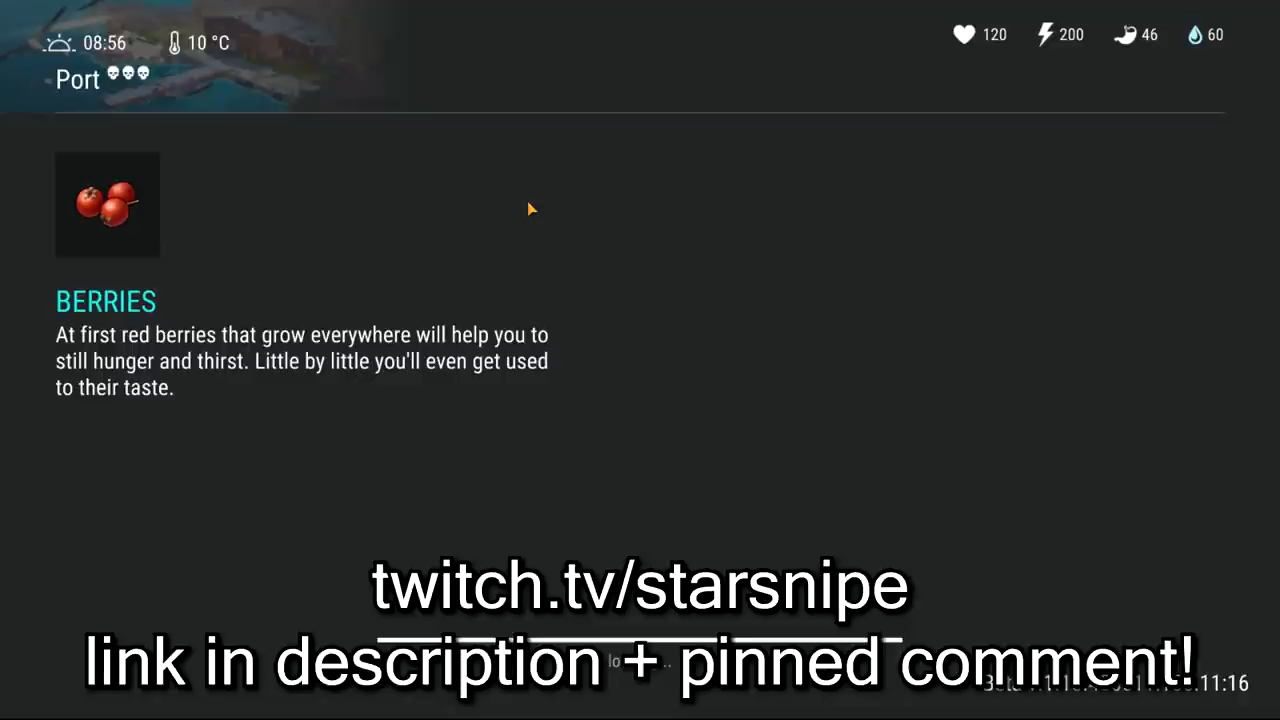 08:56 10 °C 120 200 46 60
Port
BERRIES
At first red berries that grow everywhere will help you to
still hunger and thirst. Little by little you'll even get used
to their taste.
twitch.tv/starsnipe
link in description + pinned comment!